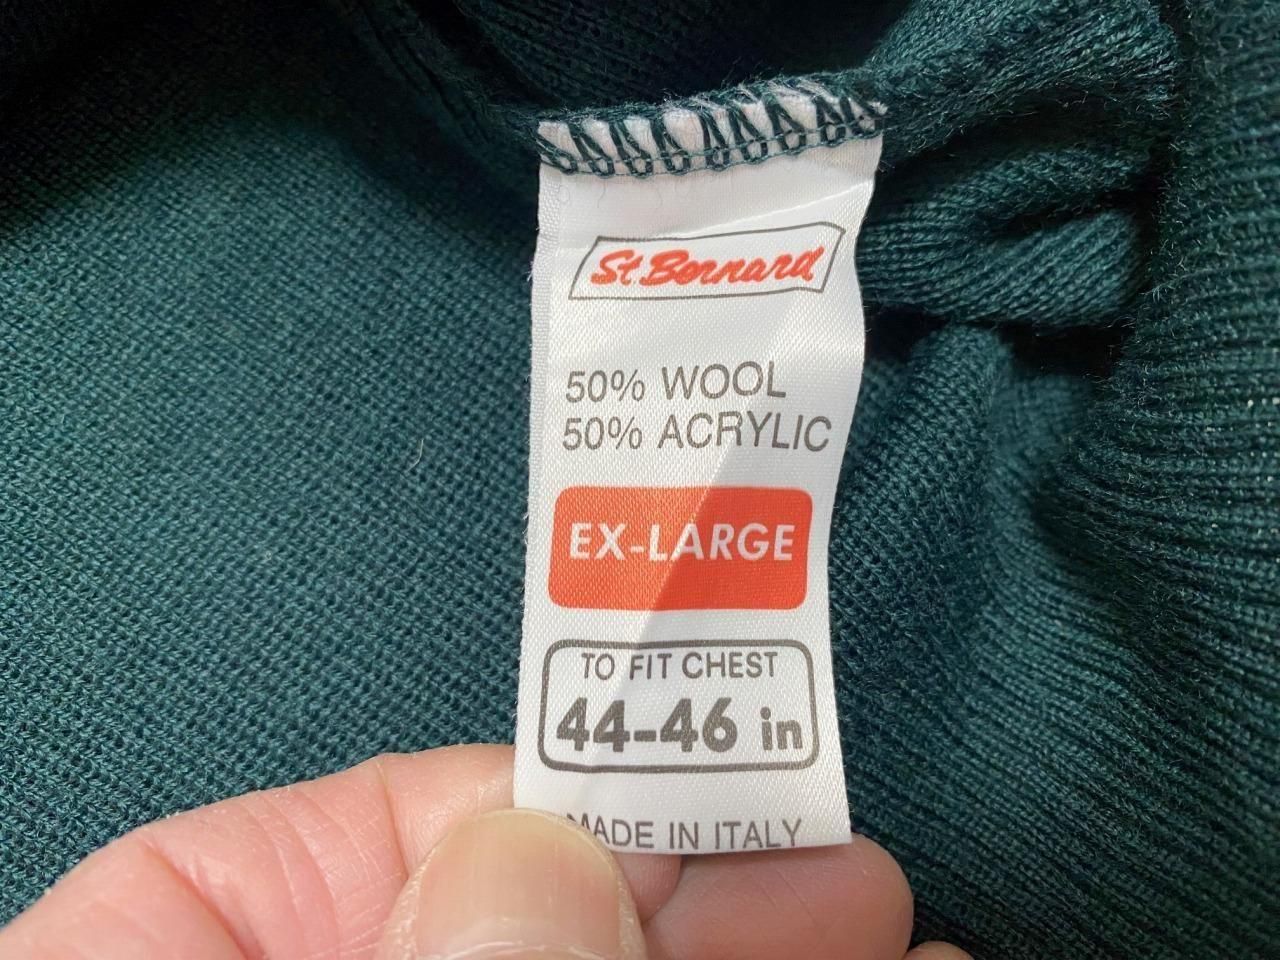 St Bernard
50% WOOL
50% ACRYLIC
EX-LARGE
TO FIT CHEST
44-46 in
MADE IN ITALY